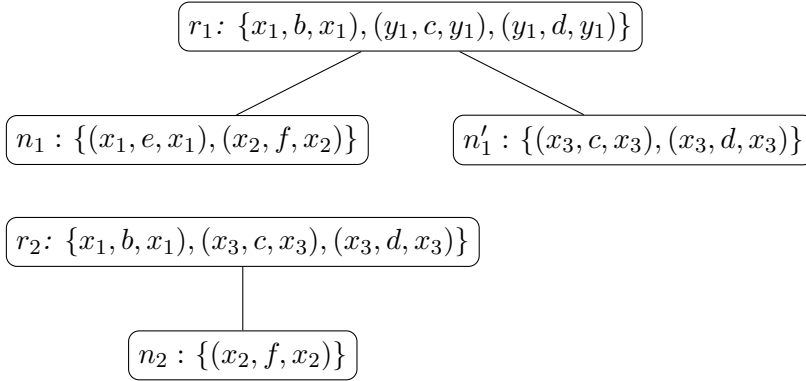 r₁: {x₁, b, x₁), (y₁, c, y₁), (y₁, d, y₁)}
n₁ : {(x₁, e, x₁), (x₂, f, x₂)}
n′₁ : {(x₃, c, x₃), (x₃, d, x₃)}
r₂: {x₁, b, x₁), (x₃, c, x₃), (x₃, d, x₃)}
n₂ : {(x₂, f, x₂)}